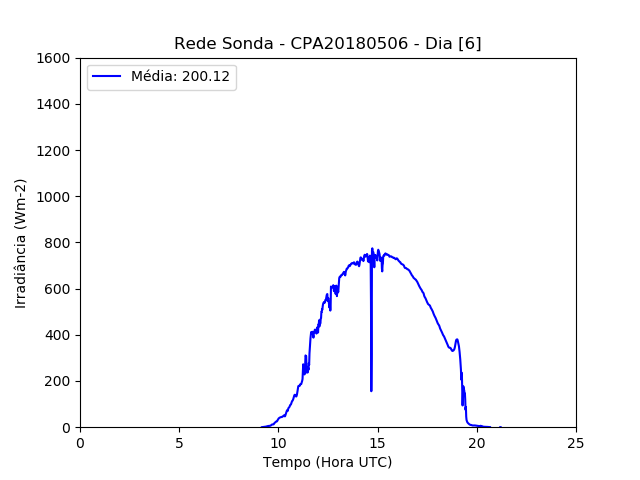 Rede Sonda - CPA20180506 - Dia [6]
Média: 200.12
Irradiância (Wm-2)
1600
1400
1200
1000
800
600
400
200
0
0 5 10 15 20 25
Tempo (Hora UTC)